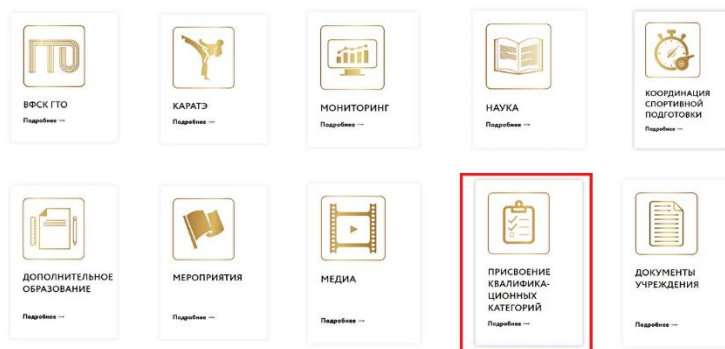 ГТО
ВФСК ГТО
Подробнее →
КАРАТЭ
Подробнее →
МОНИТОРИНГ
Подробнее →
НАУКА
Подробнее →
КООРДИНАЦИЯ
СПОРТИВНОЙ
ПОДГОТОВКИ
Подробнее →
ДОПОЛНИТЕЛЬНОЕ
ОБРАЗОВАНИЕ
Подробнее →
МЕРОПРИЯТИЯ
Подробнее →
МЕДИА
Подробнее →
ПРИСВОЕНИЕ
КВАЛИФИКА-
ЦИОННЫХ
КАТЕГОРИЙ
Подробнее →
ДОКУМЕНТЫ
УЧРЕЖДЕНИЯ
Подробнее →